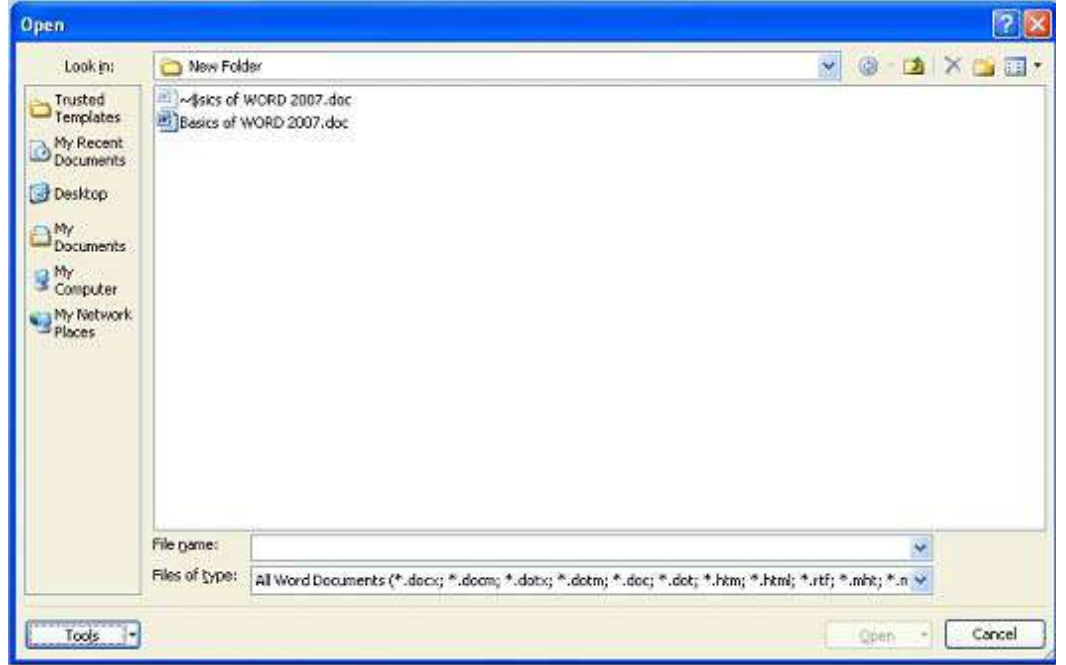 Open
Look in:
New Folder
Trusted
Templates
My Recent
Documents
Desktop
My
Documents
My
Computer
My Network
Places
~$sics of WORD 2007.doc
Basics of WORD 2007.doc
File name:
Files of type:
All Word Documents (*.docx; *.docm; *.dotx; *.dotm; *.doc; *.dot; *.htm; *.html; *.rtf; *.mht; *.n
Tools
Open
Cancel